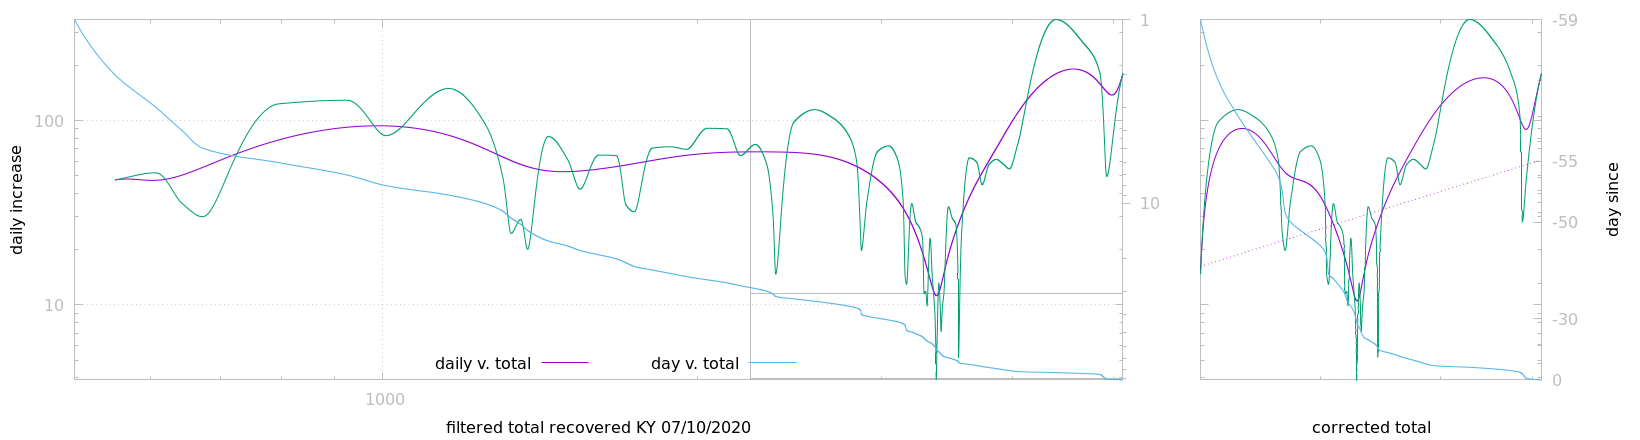 1
-59
100
10
-55
-50
10
-30
0
daily increase
day since
daily v. total
day v. total
1000
filtered total recovered KY 07/10/2020
corrected total